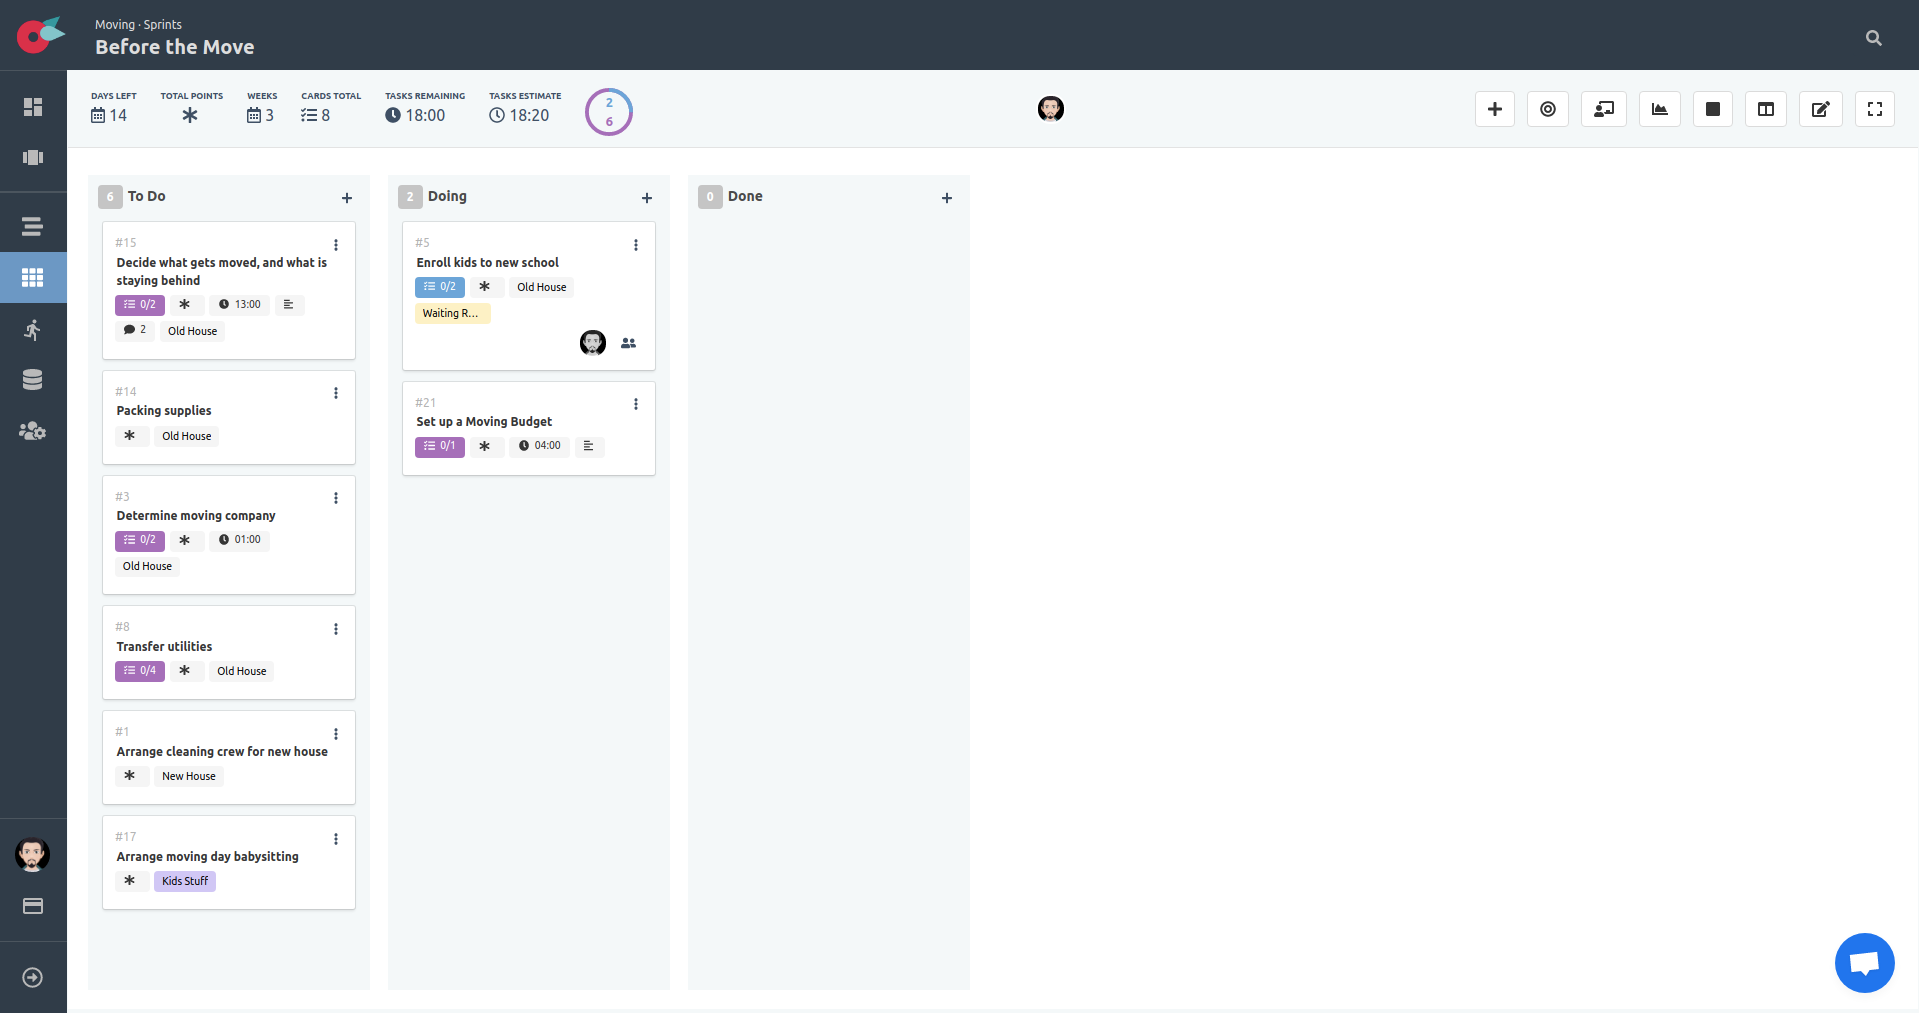 Moving · Sprints
Before the Move
DAYS LEFT
14
TOTAL POINTS
WEEKS
3
CARDS TOTAL
8
TASKS REMAINING
18:00
TASKS ESTIMATE
18:20
2
6
6 To Do
#15
Decide what gets moved, and what is
staying behind
0/2
13:00
2
Old House
#14
Packing supplies
Old House
#3
Determine moving company
0/2
01:00
Old House
#8
Transfer utilities
0/4
Old House
#1
Arrange cleaning crew for new house
New House
#17
Arrange moving day babysitting
Kids Stuff
2 Doing
#5
Enroll kids to new school
0/2
Old House
Waiting R...
#21
Set up a Moving Budget
0/1
04:00
0 Done